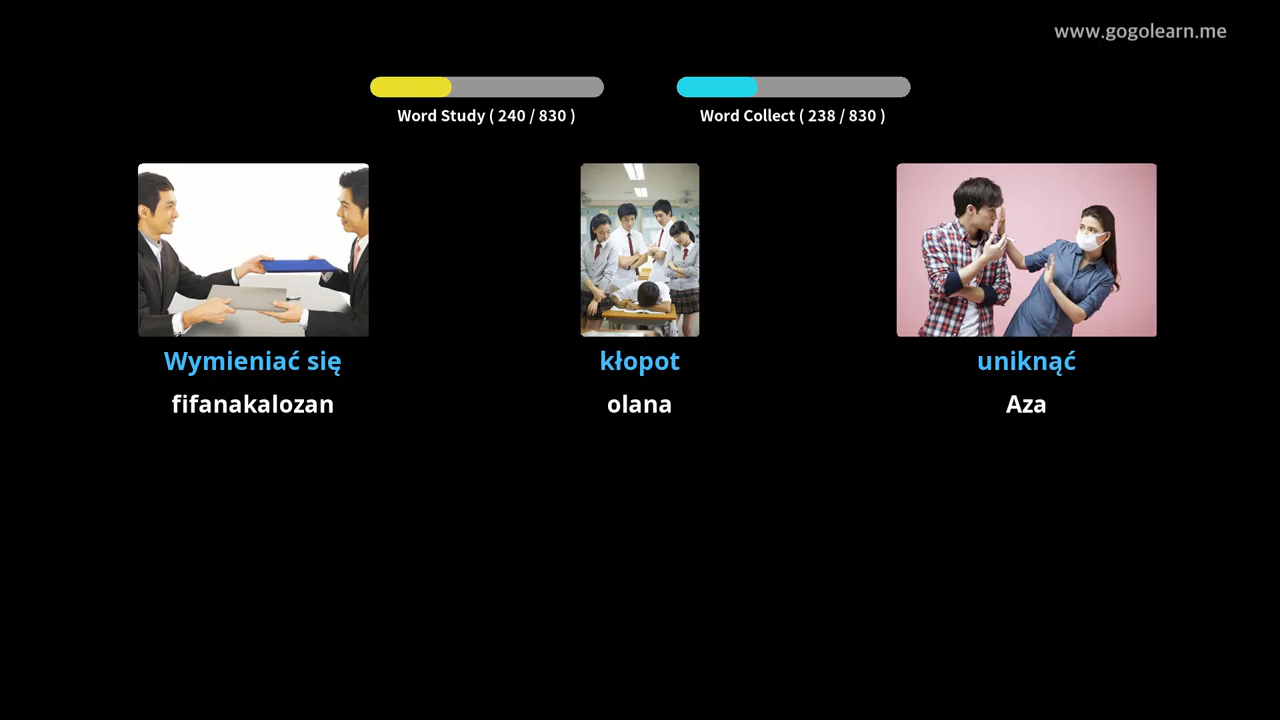 www.gogolearn.me
Word Study ( 240 / 830 )
Word Collect ( 238 / 830 )
Wymieniać się
kłopot
uniknąć
fifanakalozan
olana
Aza